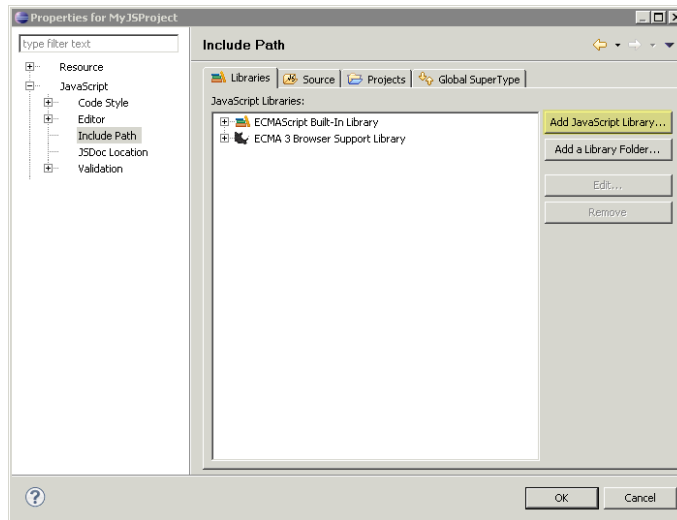 Properties for MyJSProject
type filter text
Resource
JavaScript
Code Style
Editor
Include Path
JSDoc Location
Validation
Include Path
Libraries Source Projects Global SuperType
JavaScript Libraries:
ECMAScript Built-In Library
ECMA 3 Browser Support Library
Add JavaScript Library...
Add a Library Folder...
Edit...
Remove
OK Cancel